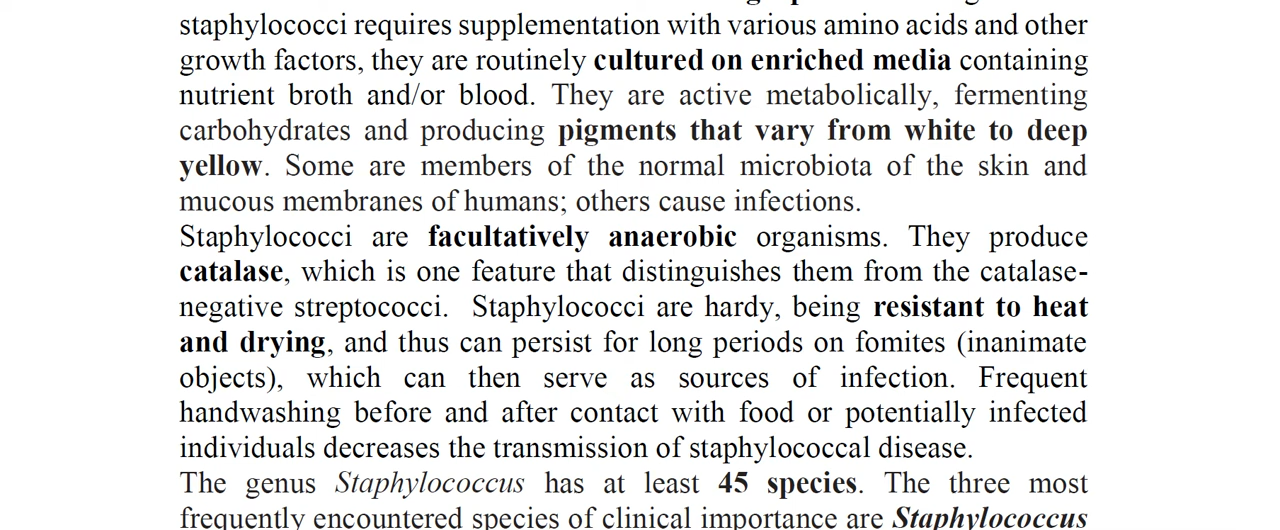 staphylococci requires supplementation with various amino acids and other
growth factors, they are routinely cultured on enriched media containing
nutrient broth and/or blood. They are active metabolically, fermenting
carbohydrates and producing pigments that vary from white to deep
yellow. Some are members of the normal microbiota of the skin and
mucous membranes of humans; others cause infections.
Staphylococci are facultatively anaerobic organisms. They produce
catalase, which is one feature that distinguishes them from the catalase-
negative streptococci. Staphylococci are hardy, being resistant to heat
and drying, and thus can persist for long periods on fomites (inanimate
objects), which can then serve as sources of infection. Frequent
handwashing before and after contact with food or potentially infected
individuals decreases the transmission of staphylococcal disease.
The genus Staphylococcus has at least 45 species. The three most
frequently encountered species of clinical importance are Staphylococcus